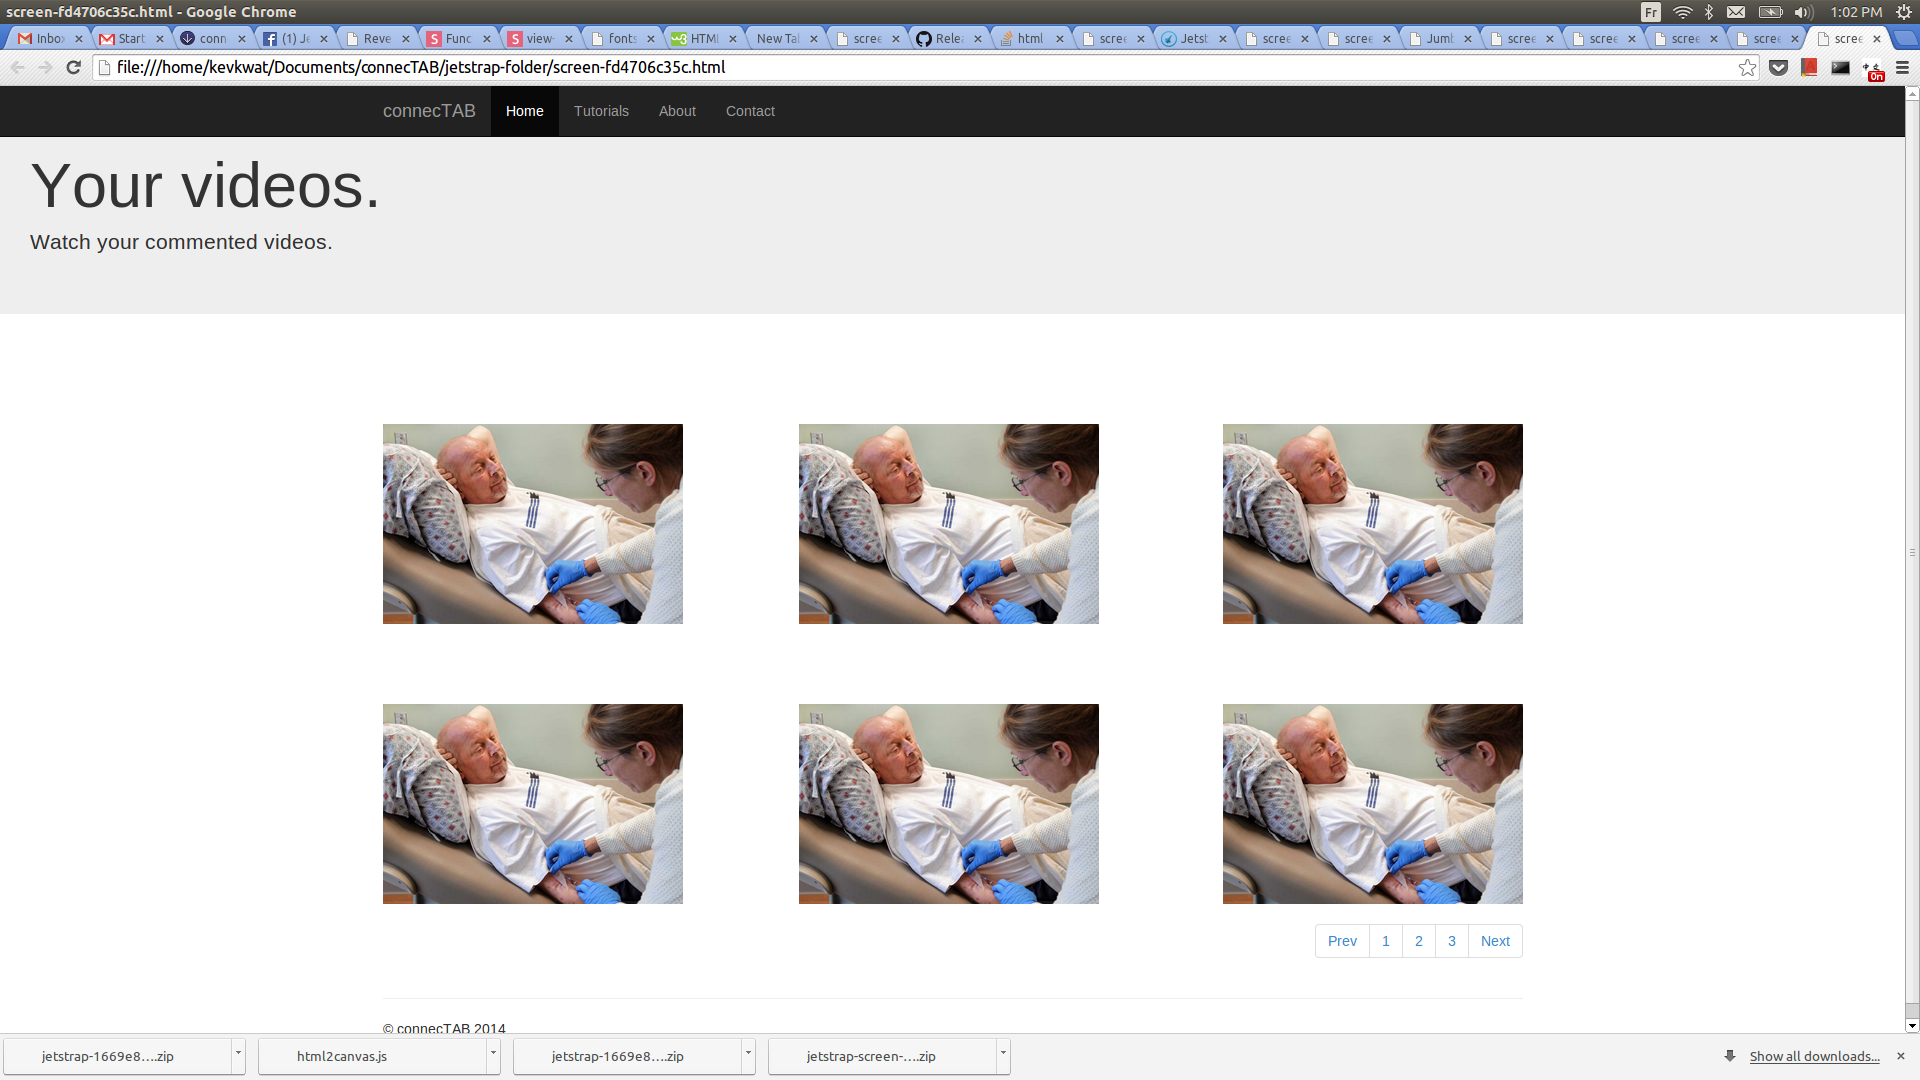 screen-fd4706c35c.html - Google Chrome
Fr
1:02 PM
Inbox
Start
conn
(1) Je
Reve
Func
view-
fonts
HTML
New Tal
scree
Relea
html
scree
Jetst
scree
scree
Jumb
scree
scree
scree
scree
scree
file:///home/kevkwat/Documents/connecTAB/jetstrap-folder/screen-fd4706c35c.html
On
connecTAB
Home
Tutorials
About
Contact
Your videos.
Watch your commented videos.
Prev 1 2 3 Next
© connecTAB 2014
jetstrap-1669e8....zip
html2canvas.js
jetstrap-1669e8....zip
jetstrap-screen-....zip
Show all downloads...